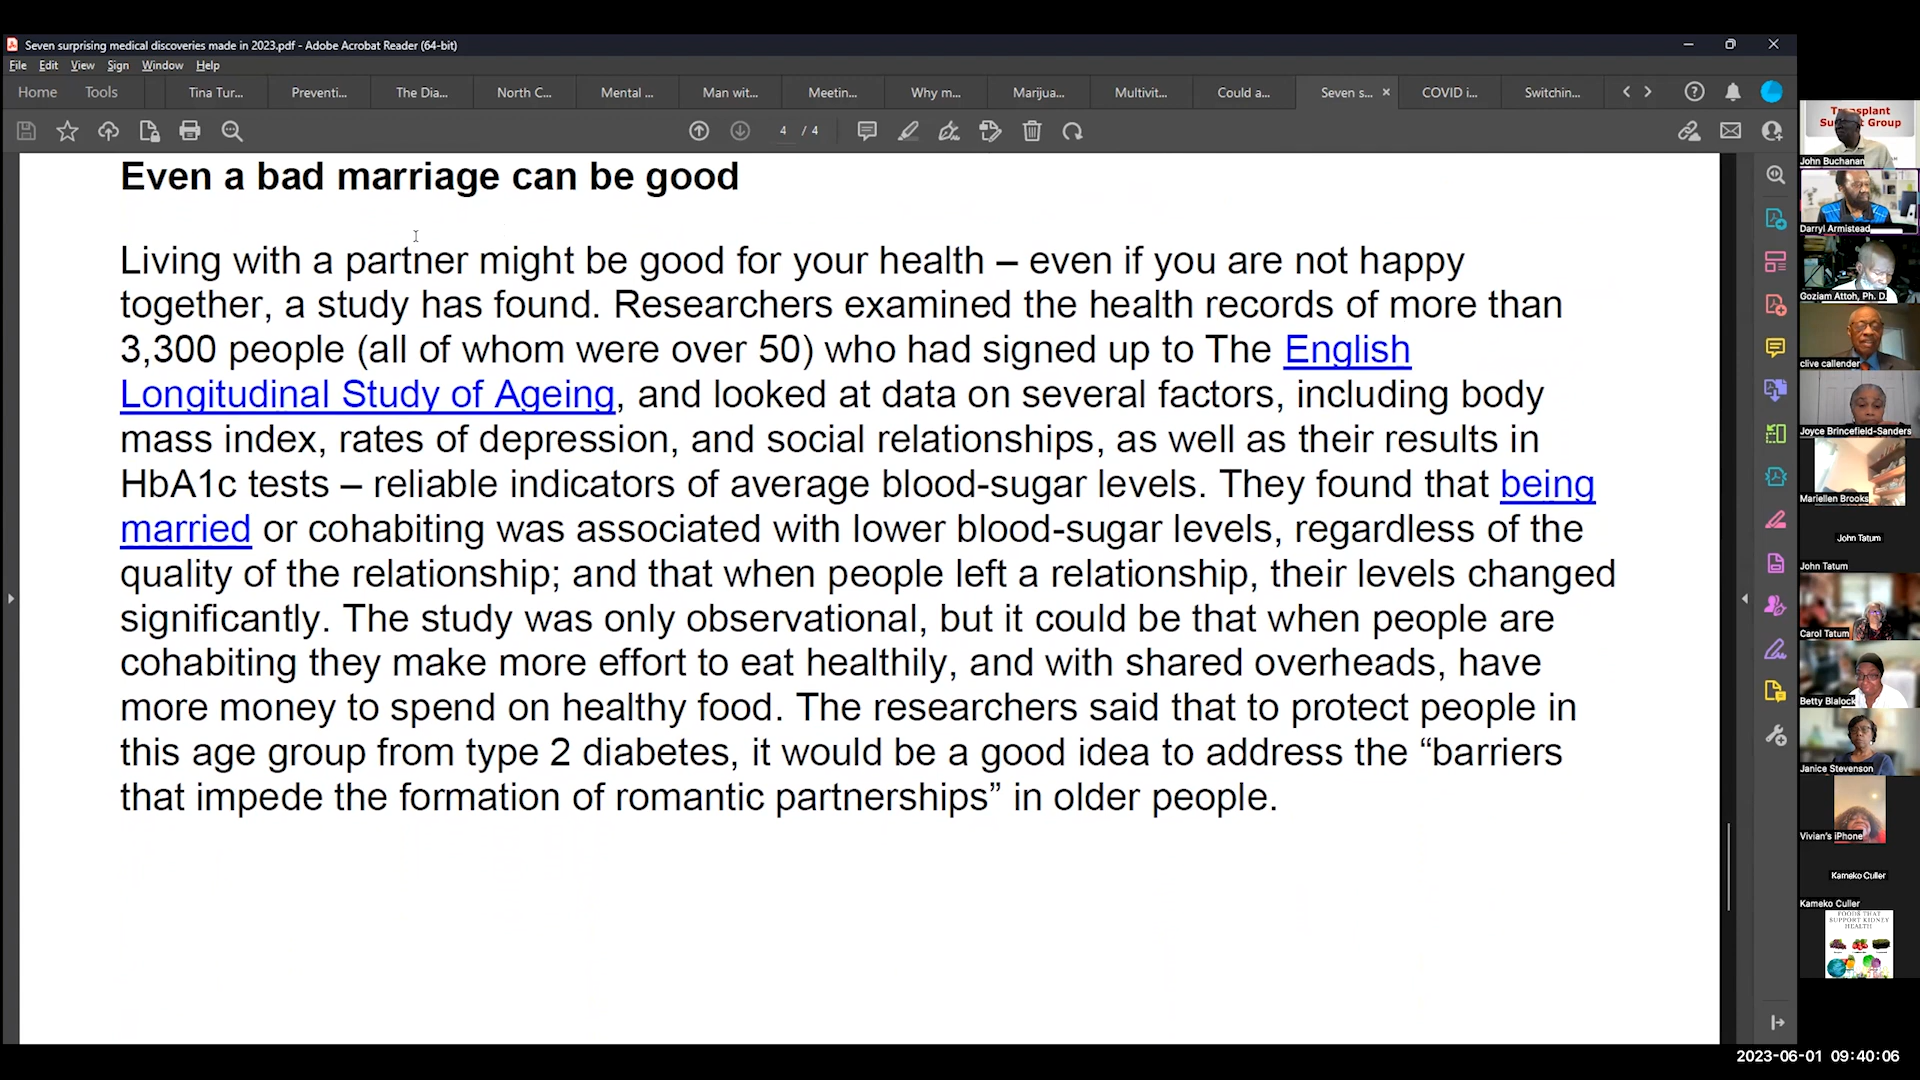 Seven surprising medical discoveries made in 2023.pdf - Adobe Acrobat Reader (64-bit)
File Edit View Sign Window Help
Home Tools Tina Tur... Preventi... The Dia... North C... Mental ... Man wit... Meetin... Why m... Marijua... Multivit... Could a... Seven s... COVID i... Switchin...
4 / 4
Even a bad marriage can be good
Living with a partner might be good for your health – even if you are not happy
together, a study has found. Researchers examined the health records of more than
3,300 people (all of whom were over 50) who had signed up to The English
Longitudinal Study of Ageing, and looked at data on several factors, including body
mass index, rates of depression, and social relationships, as well as their results in
HbA1c tests – reliable indicators of average blood-sugar levels. They found that being
married or cohabiting was associated with lower blood-sugar levels, regardless of the
quality of the relationship; and that when people left a relationship, their levels changed
significantly. The study was only observational, but it could be that when people are
cohabiting they make more effort to eat healthily, and with shared overheads, have
more money to spend on healthy food. The researchers said that to protect people in
this age group from type 2 diabetes, it would be a good idea to address the “barriers
that impede the formation of romantic partnerships” in older people.
Group
John Buchanan
Darryl Armistead
Goziam Attoh, Ph. D.
clive callender
Joyce Brincefield-Sanders
Mariellen Brooks
John Tatum
John Tatum
Carol Tatum
Betty Blalock
Janice Stevenson
Vivian's iPhone
Kameko Culler
Kameko Culler
FOODS THAT
SUPPORT KIDNEY
HEALTH
2023-06-01 09:40:06